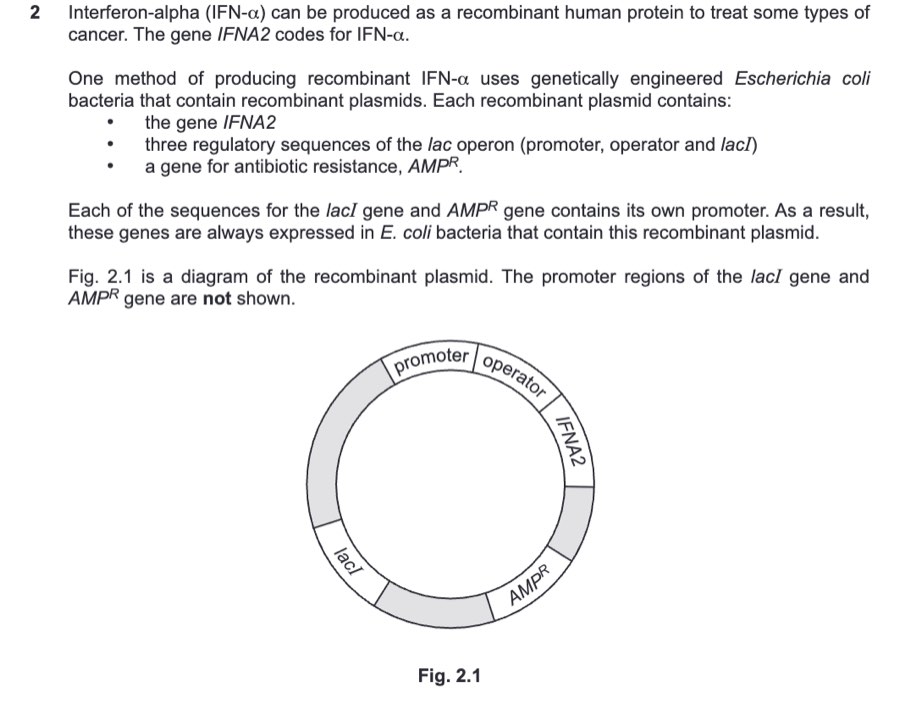 2 Interferon-alpha (IFN-α) can be produced as a recombinant human protein to treat some types of
cancer. The gene IFNA2 codes for IFN-α.
One method of producing recombinant IFN-α uses genetically engineered Escherichia coli
bacteria that contain recombinant plasmids. Each recombinant plasmid contains:
• the gene IFNA2
• three regulatory sequences of the lac operon (promoter, operator and lacI)
• a gene for antibiotic resistance, AMPᴿ.
Each of the sequences for the lacI gene and AMPᴿ gene contains its own promoter. As a result,
these genes are always expressed in E. coli bacteria that contain this recombinant plasmid.
Fig. 2.1 is a diagram of the recombinant plasmid. The promoter regions of the lacI gene and
AMPᴿ gene are not shown.
promoter
operator
IFNA2
lacI
AMPᴿ
Fig. 2.1